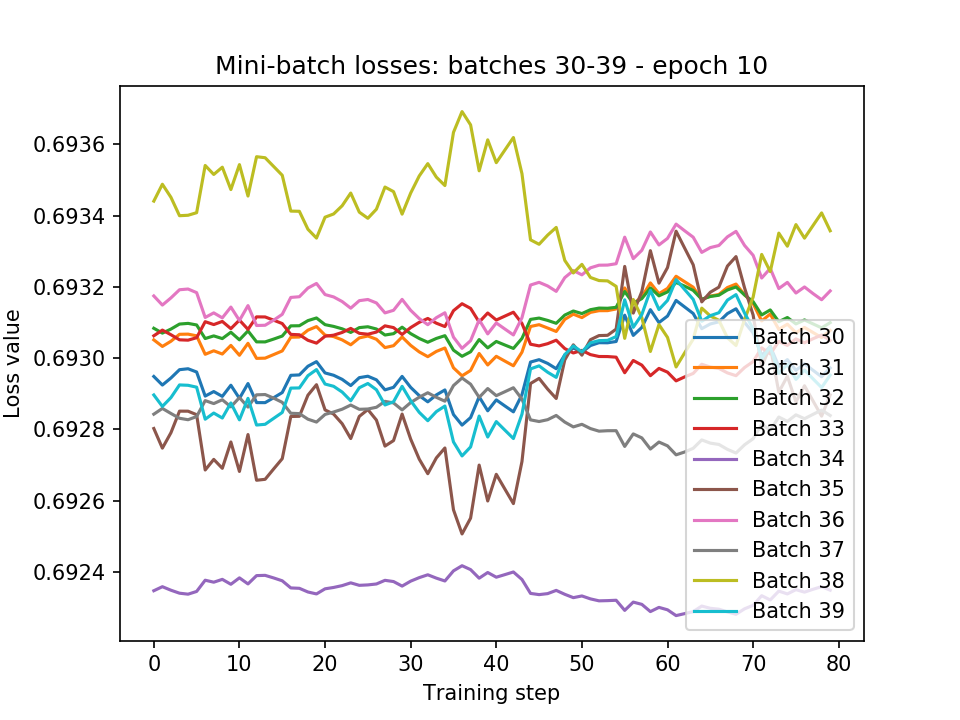 Mini-batch losses: batches 30-39 - epoch 10
Loss value
0.6936
0.6934
0.6932
0.6930
0.6928
0.6926
0.6924
Batch 30
Batch 31
Batch 32
Batch 33
Batch 34
Batch 35
Batch 36
Batch 37
Batch 38
Batch 39
0 10 20 30 40 50 60 70 80
Training step